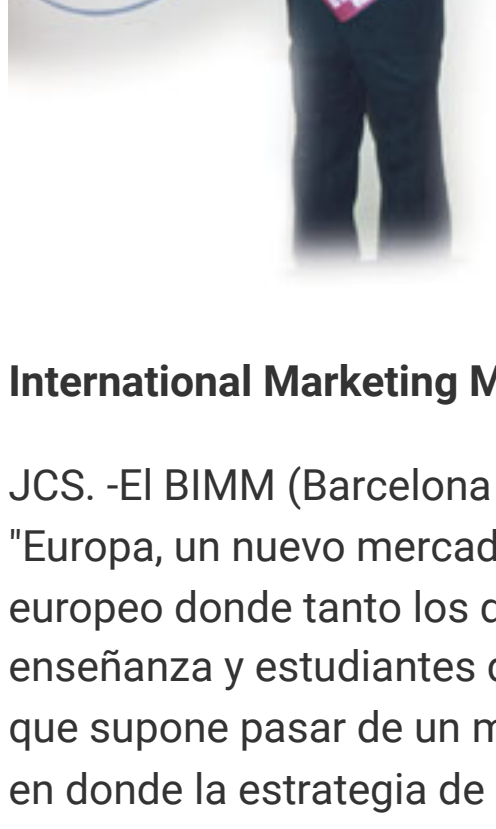 International Marketing M
JCS. -El BIMM (Barcelona
"Europa, un nuevo mercad
europeo donde tanto los
enseñanza y estudiantes
que supone pasar de un m
en donde la estrategia de